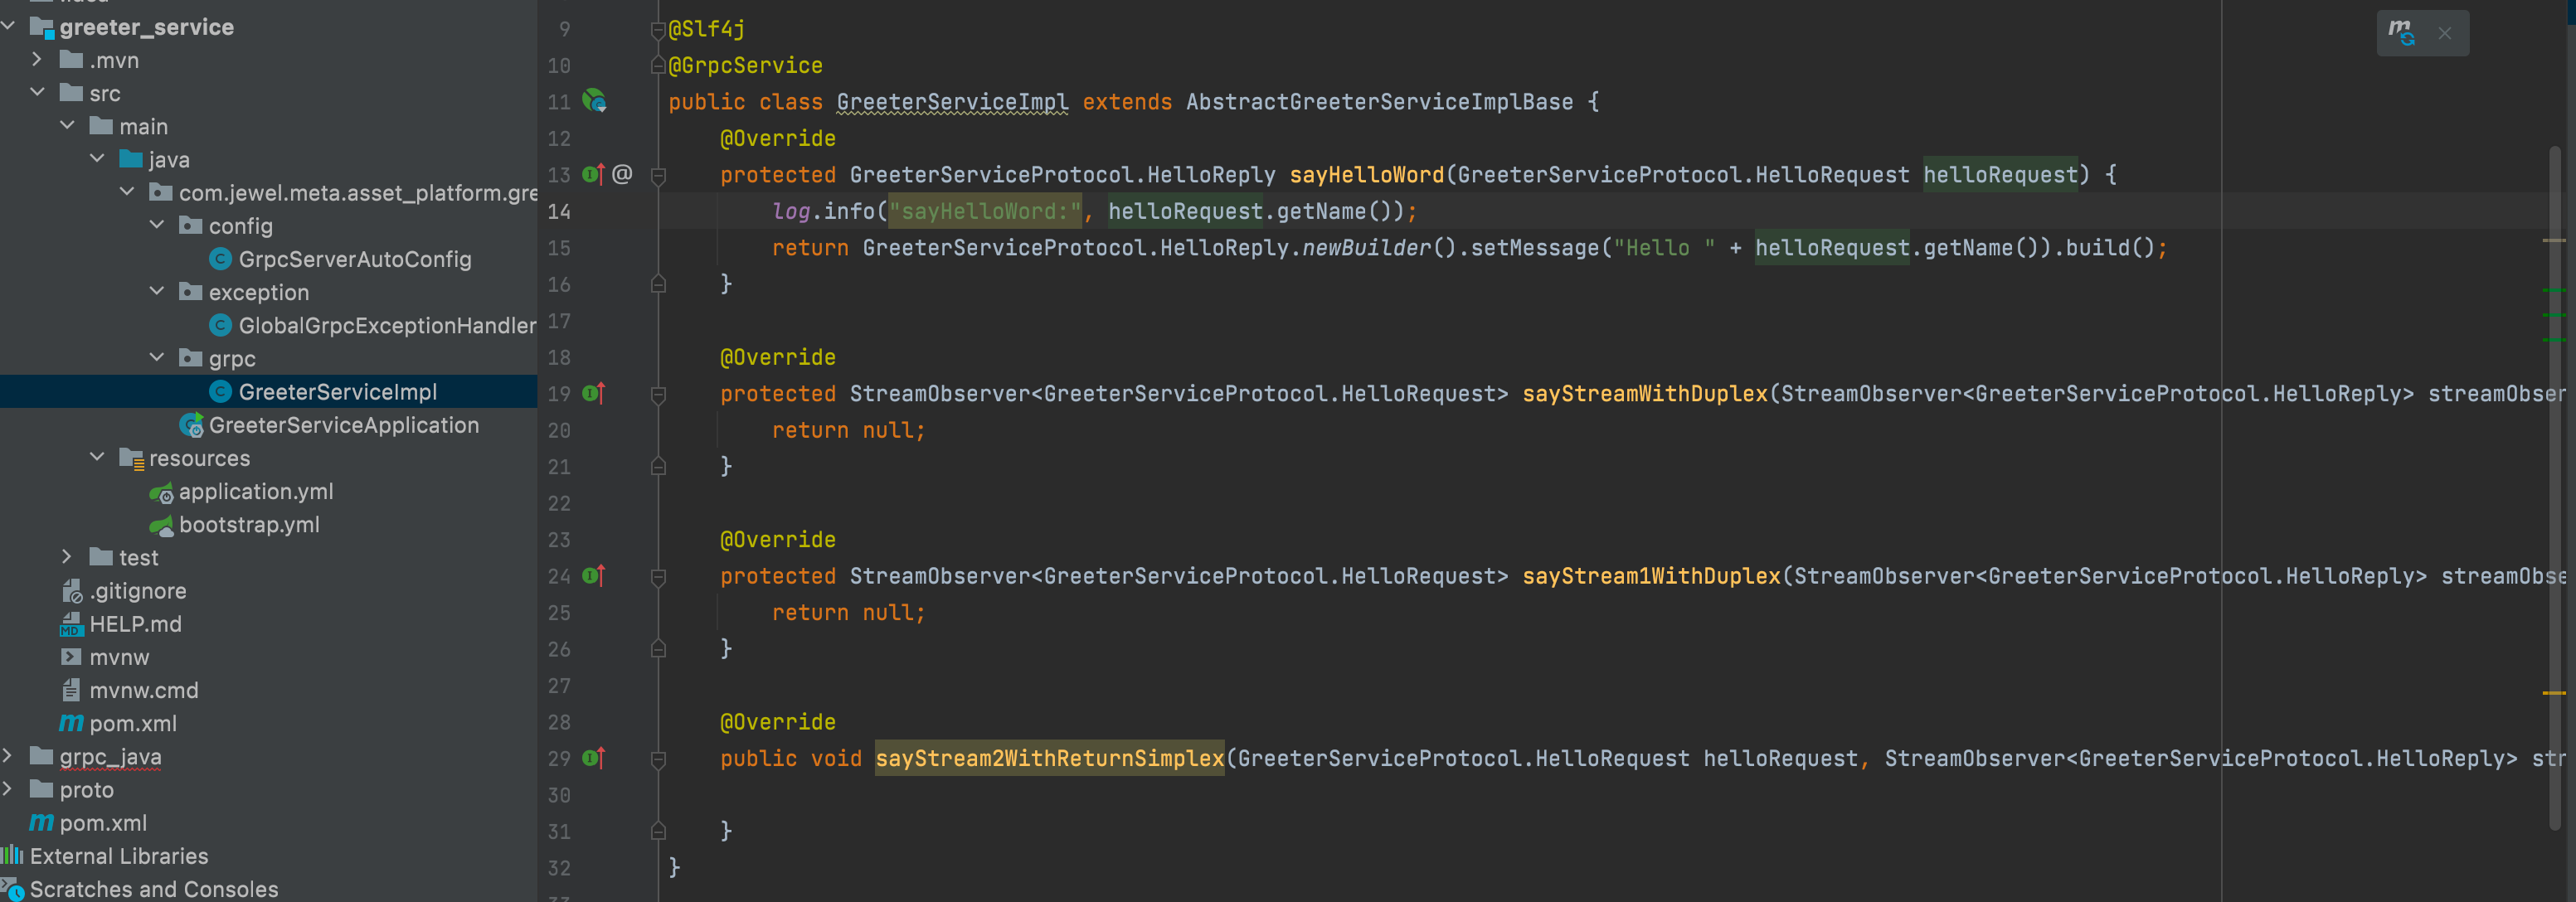 greeter_service
.mvn
src
main
java
com.jewel.meta.asset_platform.gre
config
GrpcServerAutoConfig
exception
GlobalGrpcExceptionHandler
grpc
GreeterServiceImpl
GreeterServiceApplication
resources
application.yml
bootstrap.yml
test
.gitignore
HELP.md
mvnw
mvnw.cmd
pom.xml
grpc_java
proto
pom.xml
External Libraries
Scratches and Consoles
9 @Slf4j
10 @GrpcService
11 public class GreeterServiceImpl extends AbstractGreeterServiceImplBase {
12 @Override
13 @ protected GreeterServiceProtocol.HelloReply sayHelloWord(GreeterServiceProtocol.HelloRequest helloRequest) {
14 log.info("sayHelloWord:", helloRequest.getName());
15 return GreeterServiceProtocol.HelloReply.newBuilder().setMessage("Hello " + helloRequest.getName()).build();
16 }
17
18 @Override
19 protected StreamObserver<GreeterServiceProtocol.HelloRequest> sayStreamWithDuplex(StreamObserver<GreeterServiceProtocol.HelloReply> streamObser
20 return null;
21 }
22
23 @Override
24 protected StreamObserver<GreeterServiceProtocol.HelloRequest> sayStream1WithDuplex(StreamObserver<GreeterServiceProtocol.HelloReply> streamObse
25 return null;
26 }
27
28 @Override
29 public void sayStream2WithReturnSimplex(GreeterServiceProtocol.HelloRequest helloRequest, StreamObserver<GreeterServiceProtocol.HelloReply> str
30
31 }
32 }